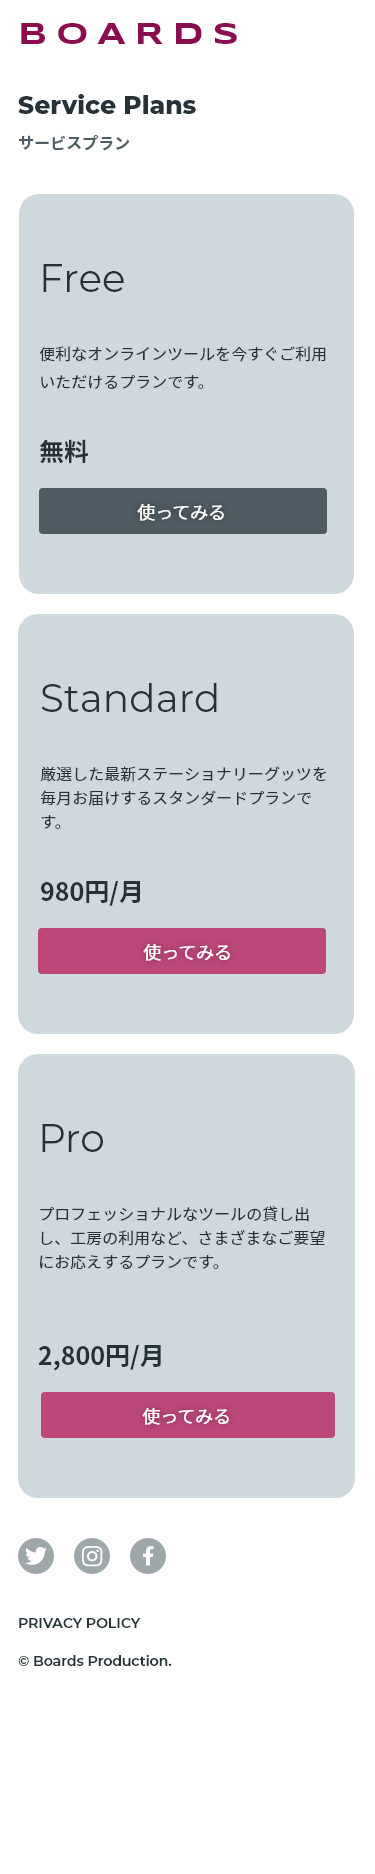 BOARDS
Service Plans
サービスプラン
Free
便利なオンラインツールを今すぐご利用
いただけるプランです。
無料
使ってみる
Standard
厳選した最新ステーショナリーグッツを
毎月お届けするスタンダードプランで
す。
980円/月
使ってみる
Pro
プロフェッショナルなツールの貸し出
し、工房の利用など、さまざまなご要望
にお応えするプランです。
2,800円/月
使ってみる
PRIVACY POLICY
© Boards Production.